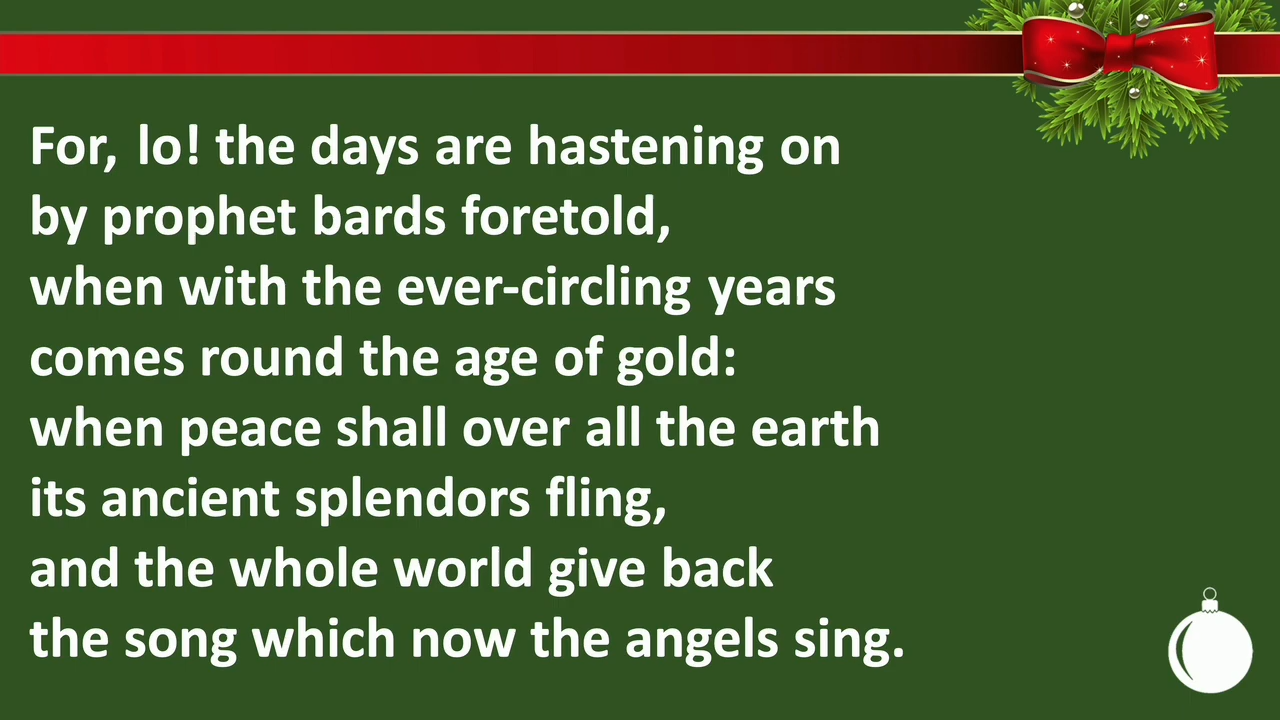 For, lo! the days are hastening on
by prophet bards foretold,
when with the ever-circling years
comes round the age of gold:
when peace shall over all the earth
its ancient splendors fling,
and the whole world give back
the song which now the angels sing.